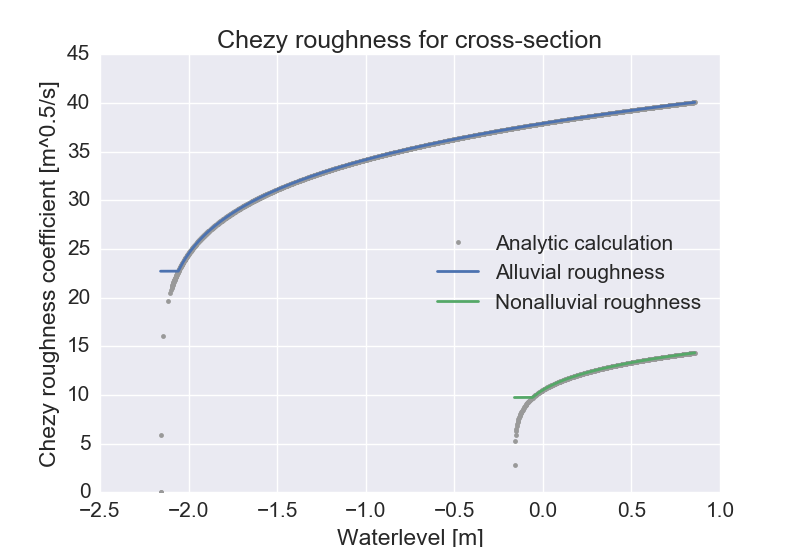 Chezy roughness for cross-section
45
40
35
30
25
20
15
10
5
0
Chezy roughness coefficient [m^0.5/s]
Analytic calculation
Alluvial roughness
Nonalluvial roughness
−2.5 −2.0 −1.5 −1.0 −0.5 0.0 0.5 1.0
Waterlevel [m]